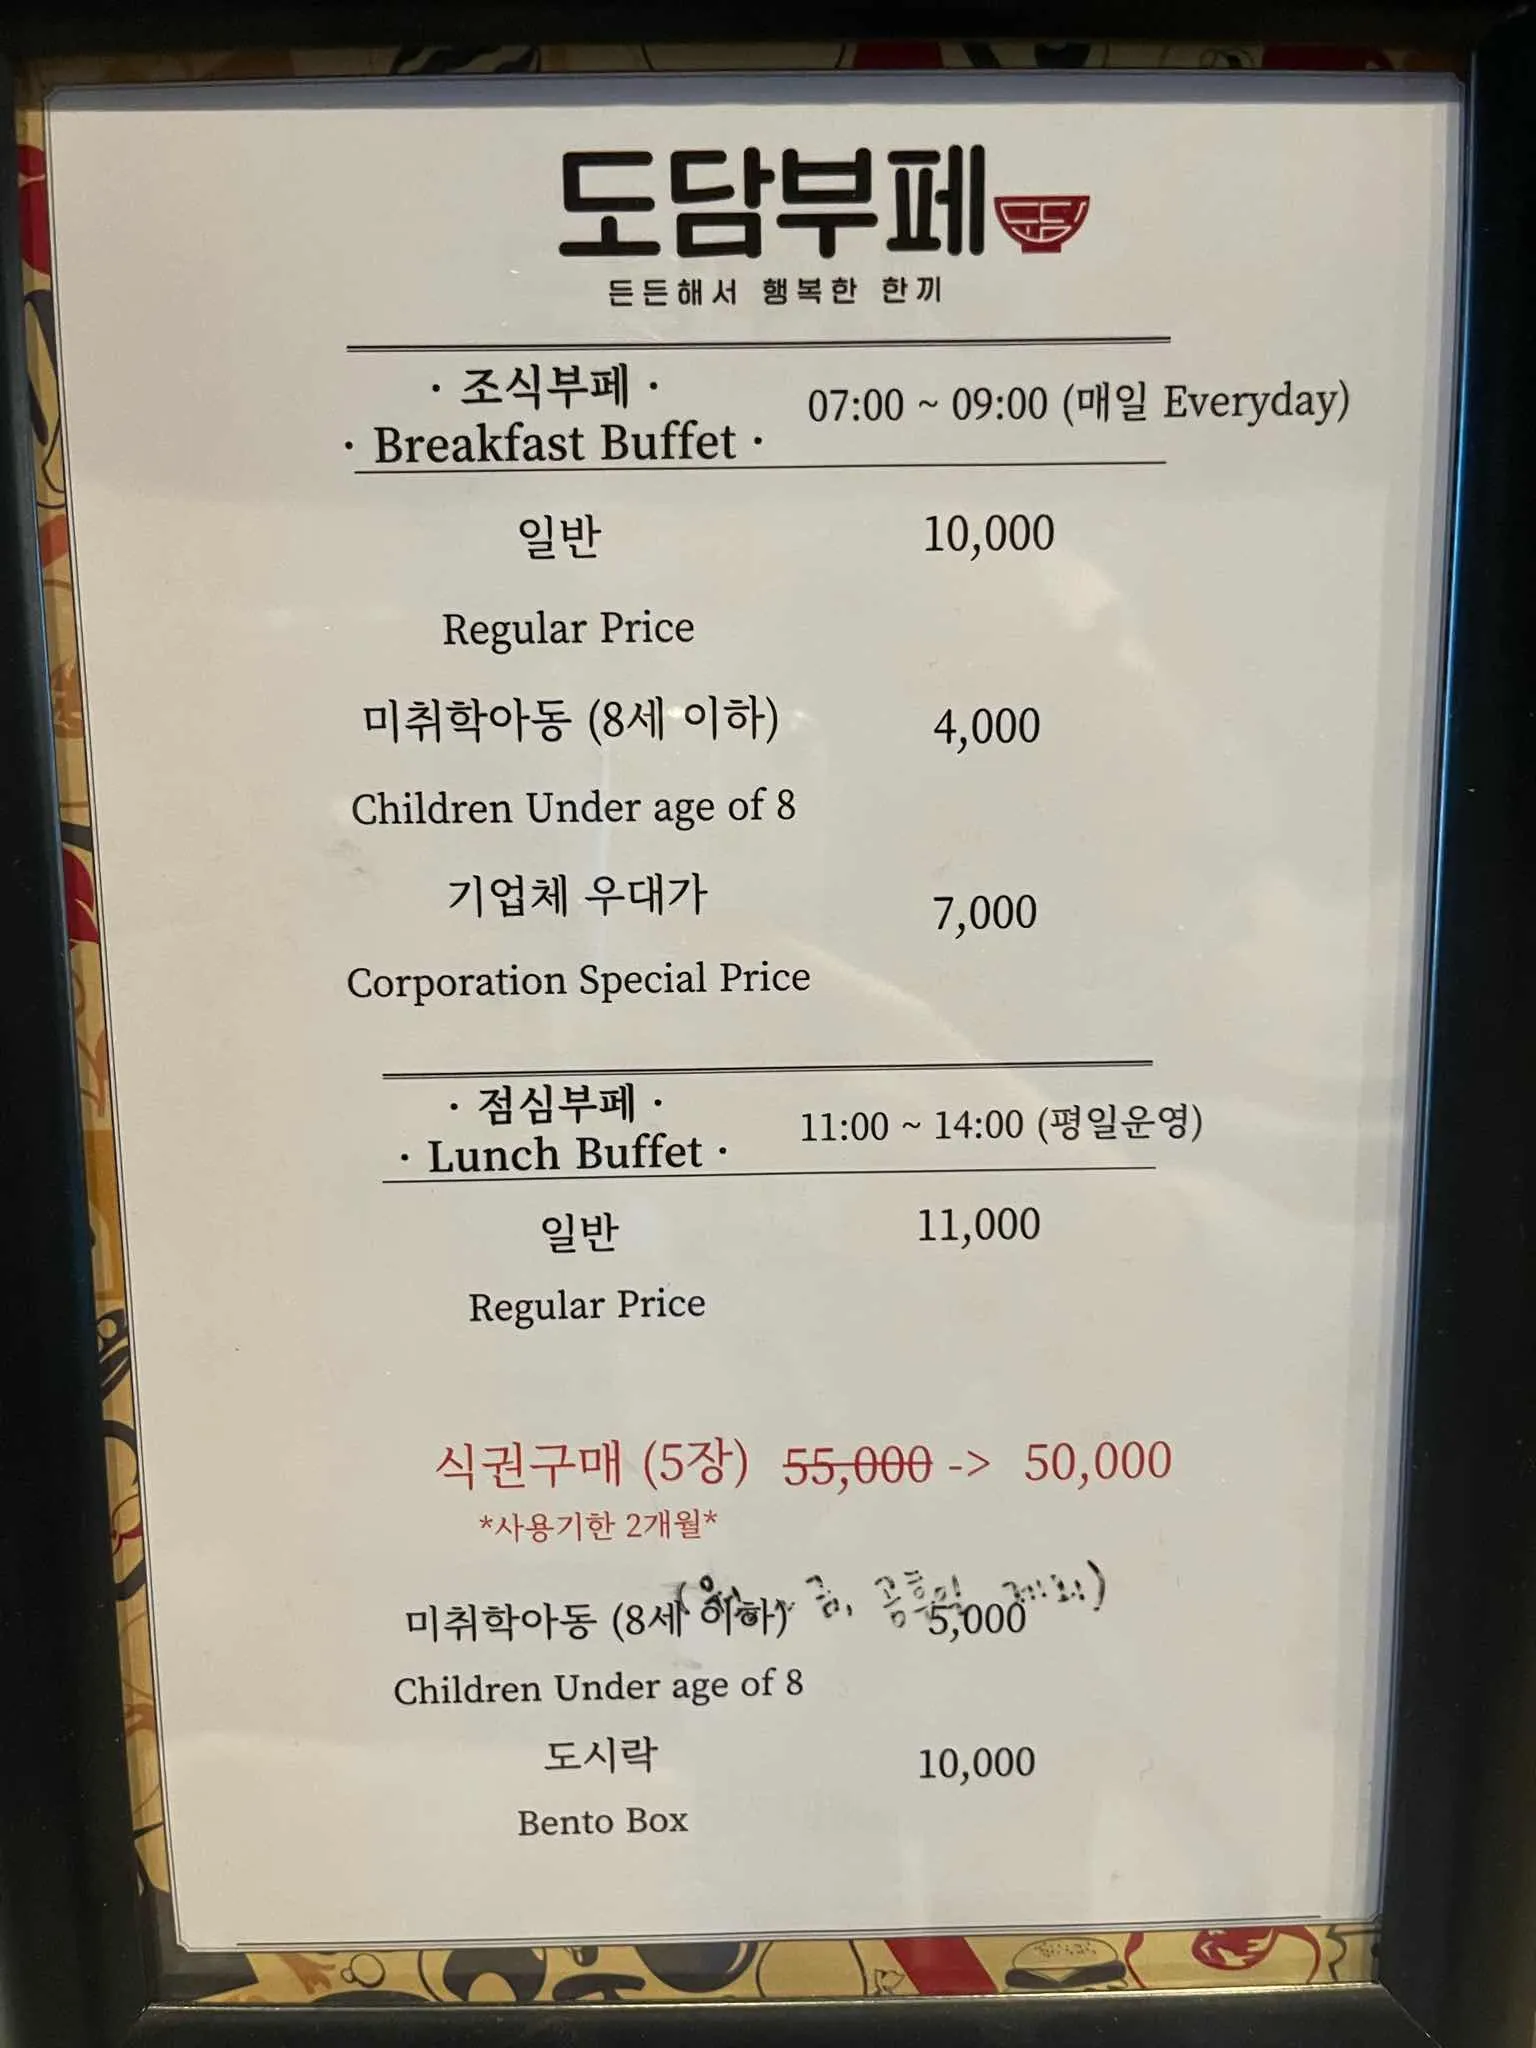 도담부페
든든해서 행복한 한끼
· 조식부페 ·
· Breakfast Buffet ·
07:00 ~ 09:00 (매일 Everyday)
일반 10,000
Regular Price
미취학아동 (8세 이하) 4,000
Children Under age of 8
기업체 우대가 7,000
Corporation Special Price
· 점심부페 ·
· Lunch Buffet ·
11:00 ~ 14:00 (평일운영)
일반 11,000
Regular Price
식권구매 (5장) 55,000 -> 50,000
*사용기한 2개월*
금, 공휴일 제외)
미취학아동 (8세 이하) 5,000
Children Under age of 8
도시락 10,000
Bento Box